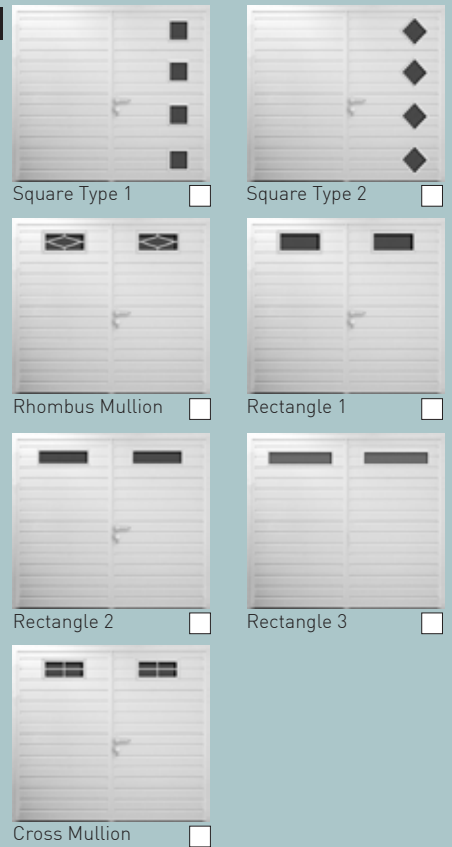 Square Type 1
Square Type 2
Rhombus Mullion
Rectangle 1
Rectangle 2
Rectangle 3
Cross Mullion